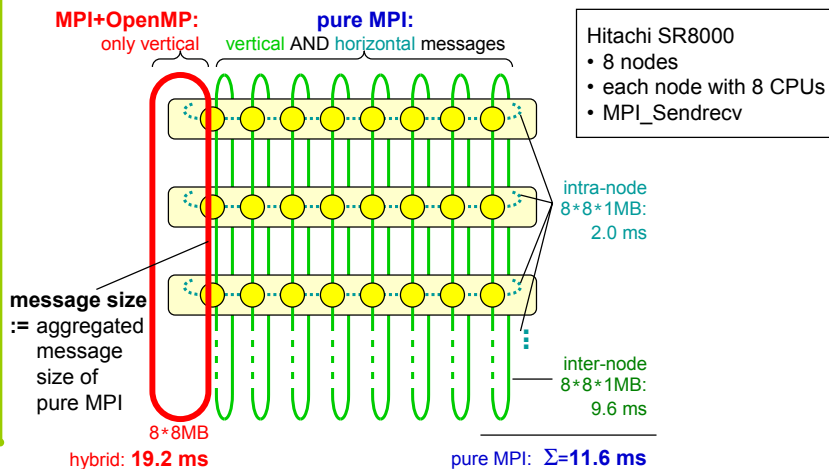 MPI+OpenMP:
only vertical
pure MPI:
vertical AND horizontal messages
Hitachi SR8000
• 8 nodes
• each node with 8 CPUs
• MPI_Sendrecv
intra-node
8*8*1MB:
2.0 ms
message size
:= aggregated
message
size of
pure MPI
inter-node
8*8*1MB:
9.6 ms
8*8MB
hybrid: 19.2 ms
pure MPI: Σ=11.6 ms